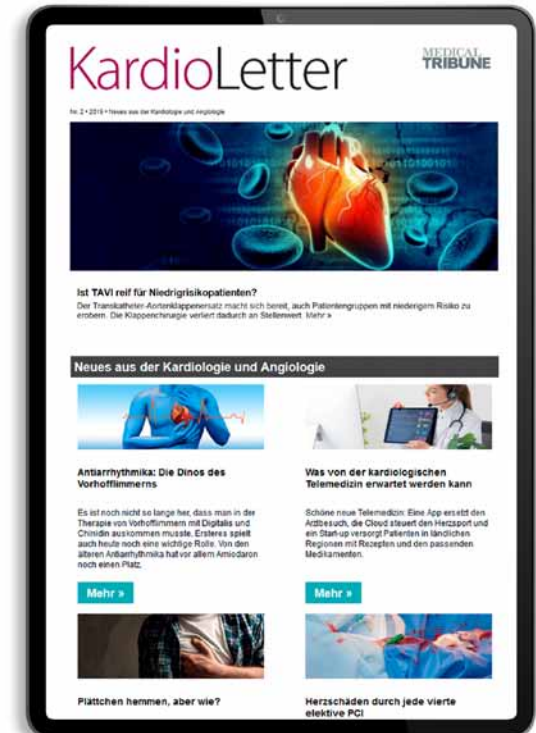 KardioLetter
MEDICAL
TRIBUNE
Nr. 2 • 2019 • Neues aus der Kardiologie und Angiologie
Ist TAVI reif für Niedrigrisikopatienten?
Der Transkatheter-Aortenklappenersatz macht sich bereit, auch Patientengruppen mit niederigem Risiko zu
erobern. Die Klappenchirurgie verliert dadurch an Stellenwert. Mehr »
Neues aus der Kardiologie und Angiologie
Antiarrhythmika: Die Dinos des
Vorhofflimmerns
Es ist noch nicht so lange her, dass man in der
Therapie von Vorhofflimmern mit Digitalis und
Chinidin auskommen musste. Ersteres spielt
auch heute noch eine wichtige Rolle. Von den
älteren Antiarrhythmika hat vor allem Amiodaron
noch einen Platz.
Mehr »
Was von der kardiologischen
Telemedizin erwartet werden kann
Schöne neue Telemedizin: Eine App ersetzt den
Arztbesuch, die Cloud steuert den Herzsport und
ein Start-up versorgt Patienten in ländlichen
Regionen mit Rezepten und den passenden
Medikamenten.
Mehr »
Plättchen hemmen, aber wie?
Herzschäden durch jede vierte
elektive PCI